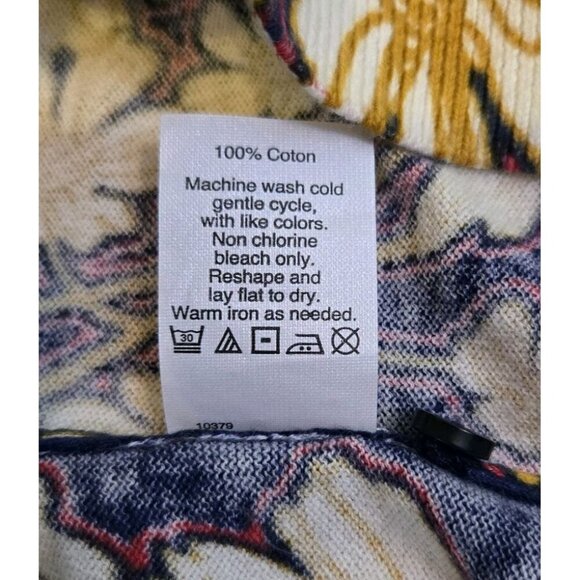 100% Coton
Machine wash cold
gentle cycle,
with like colors.
Non chlorine
bleach only.
Reshape and
lay flat to dry.
Warm iron as needed.
30
10379